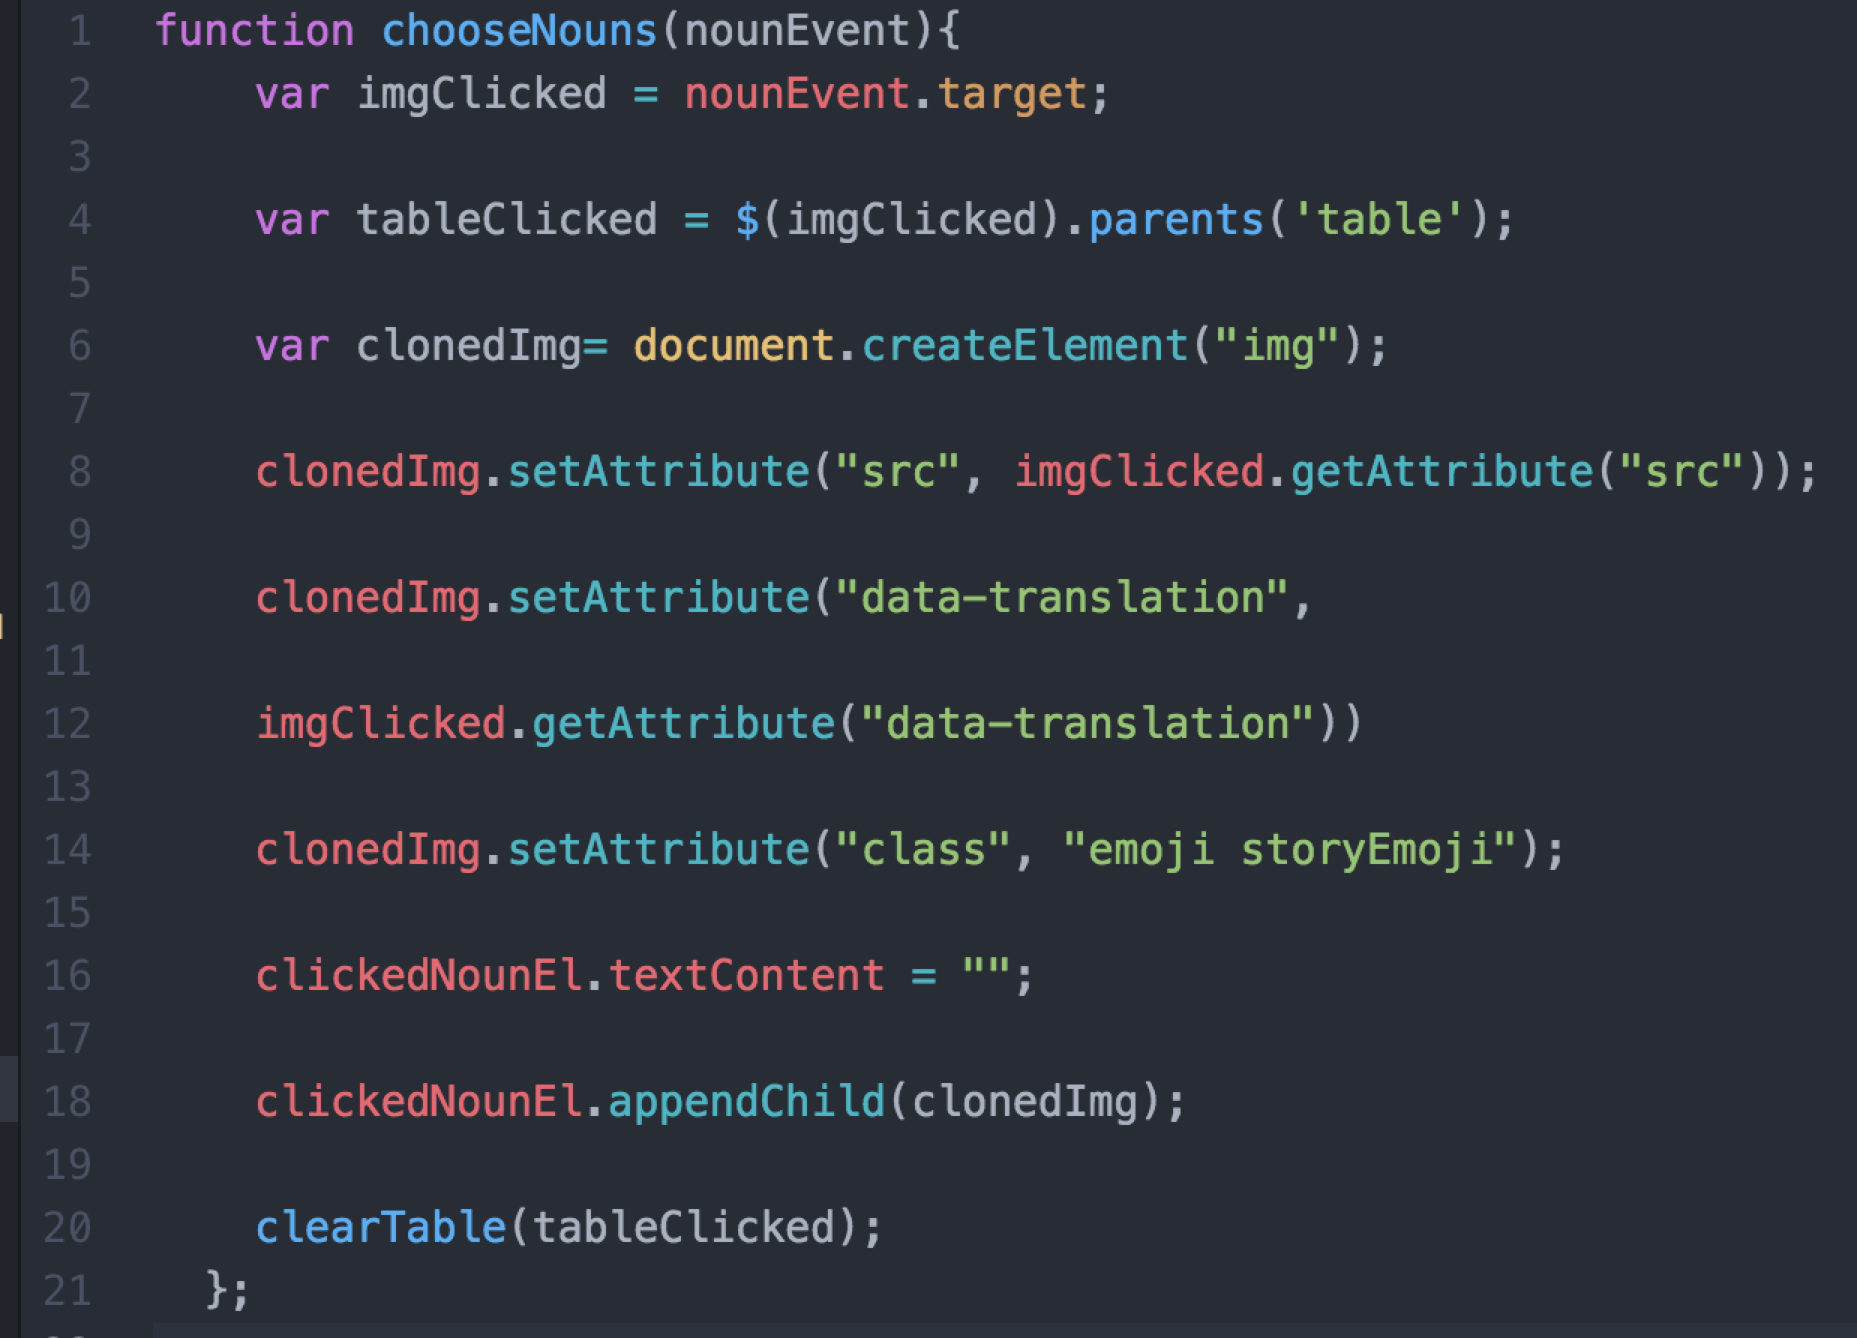 1 function chooseNouns(nounEvent){
2 var imgClicked = nounEvent.target;
3
4 var tableClicked = $(imgClicked).parents('table');
5
6 var clonedImg= document.createElement("img");
7
8 clonedImg.setAttribute("src", imgClicked.getAttribute("src"));
9
10 clonedImg.setAttribute("data-translation",
11
12 imgClicked.getAttribute("data-translation"))
13
14 clonedImg.setAttribute("class", "emoji storyEmoji");
15
16 clickedNounEl.textContent = "";
17
18 clickedNounEl.appendChild(clonedImg);
19
20 clearTable(tableClicked);
21 };